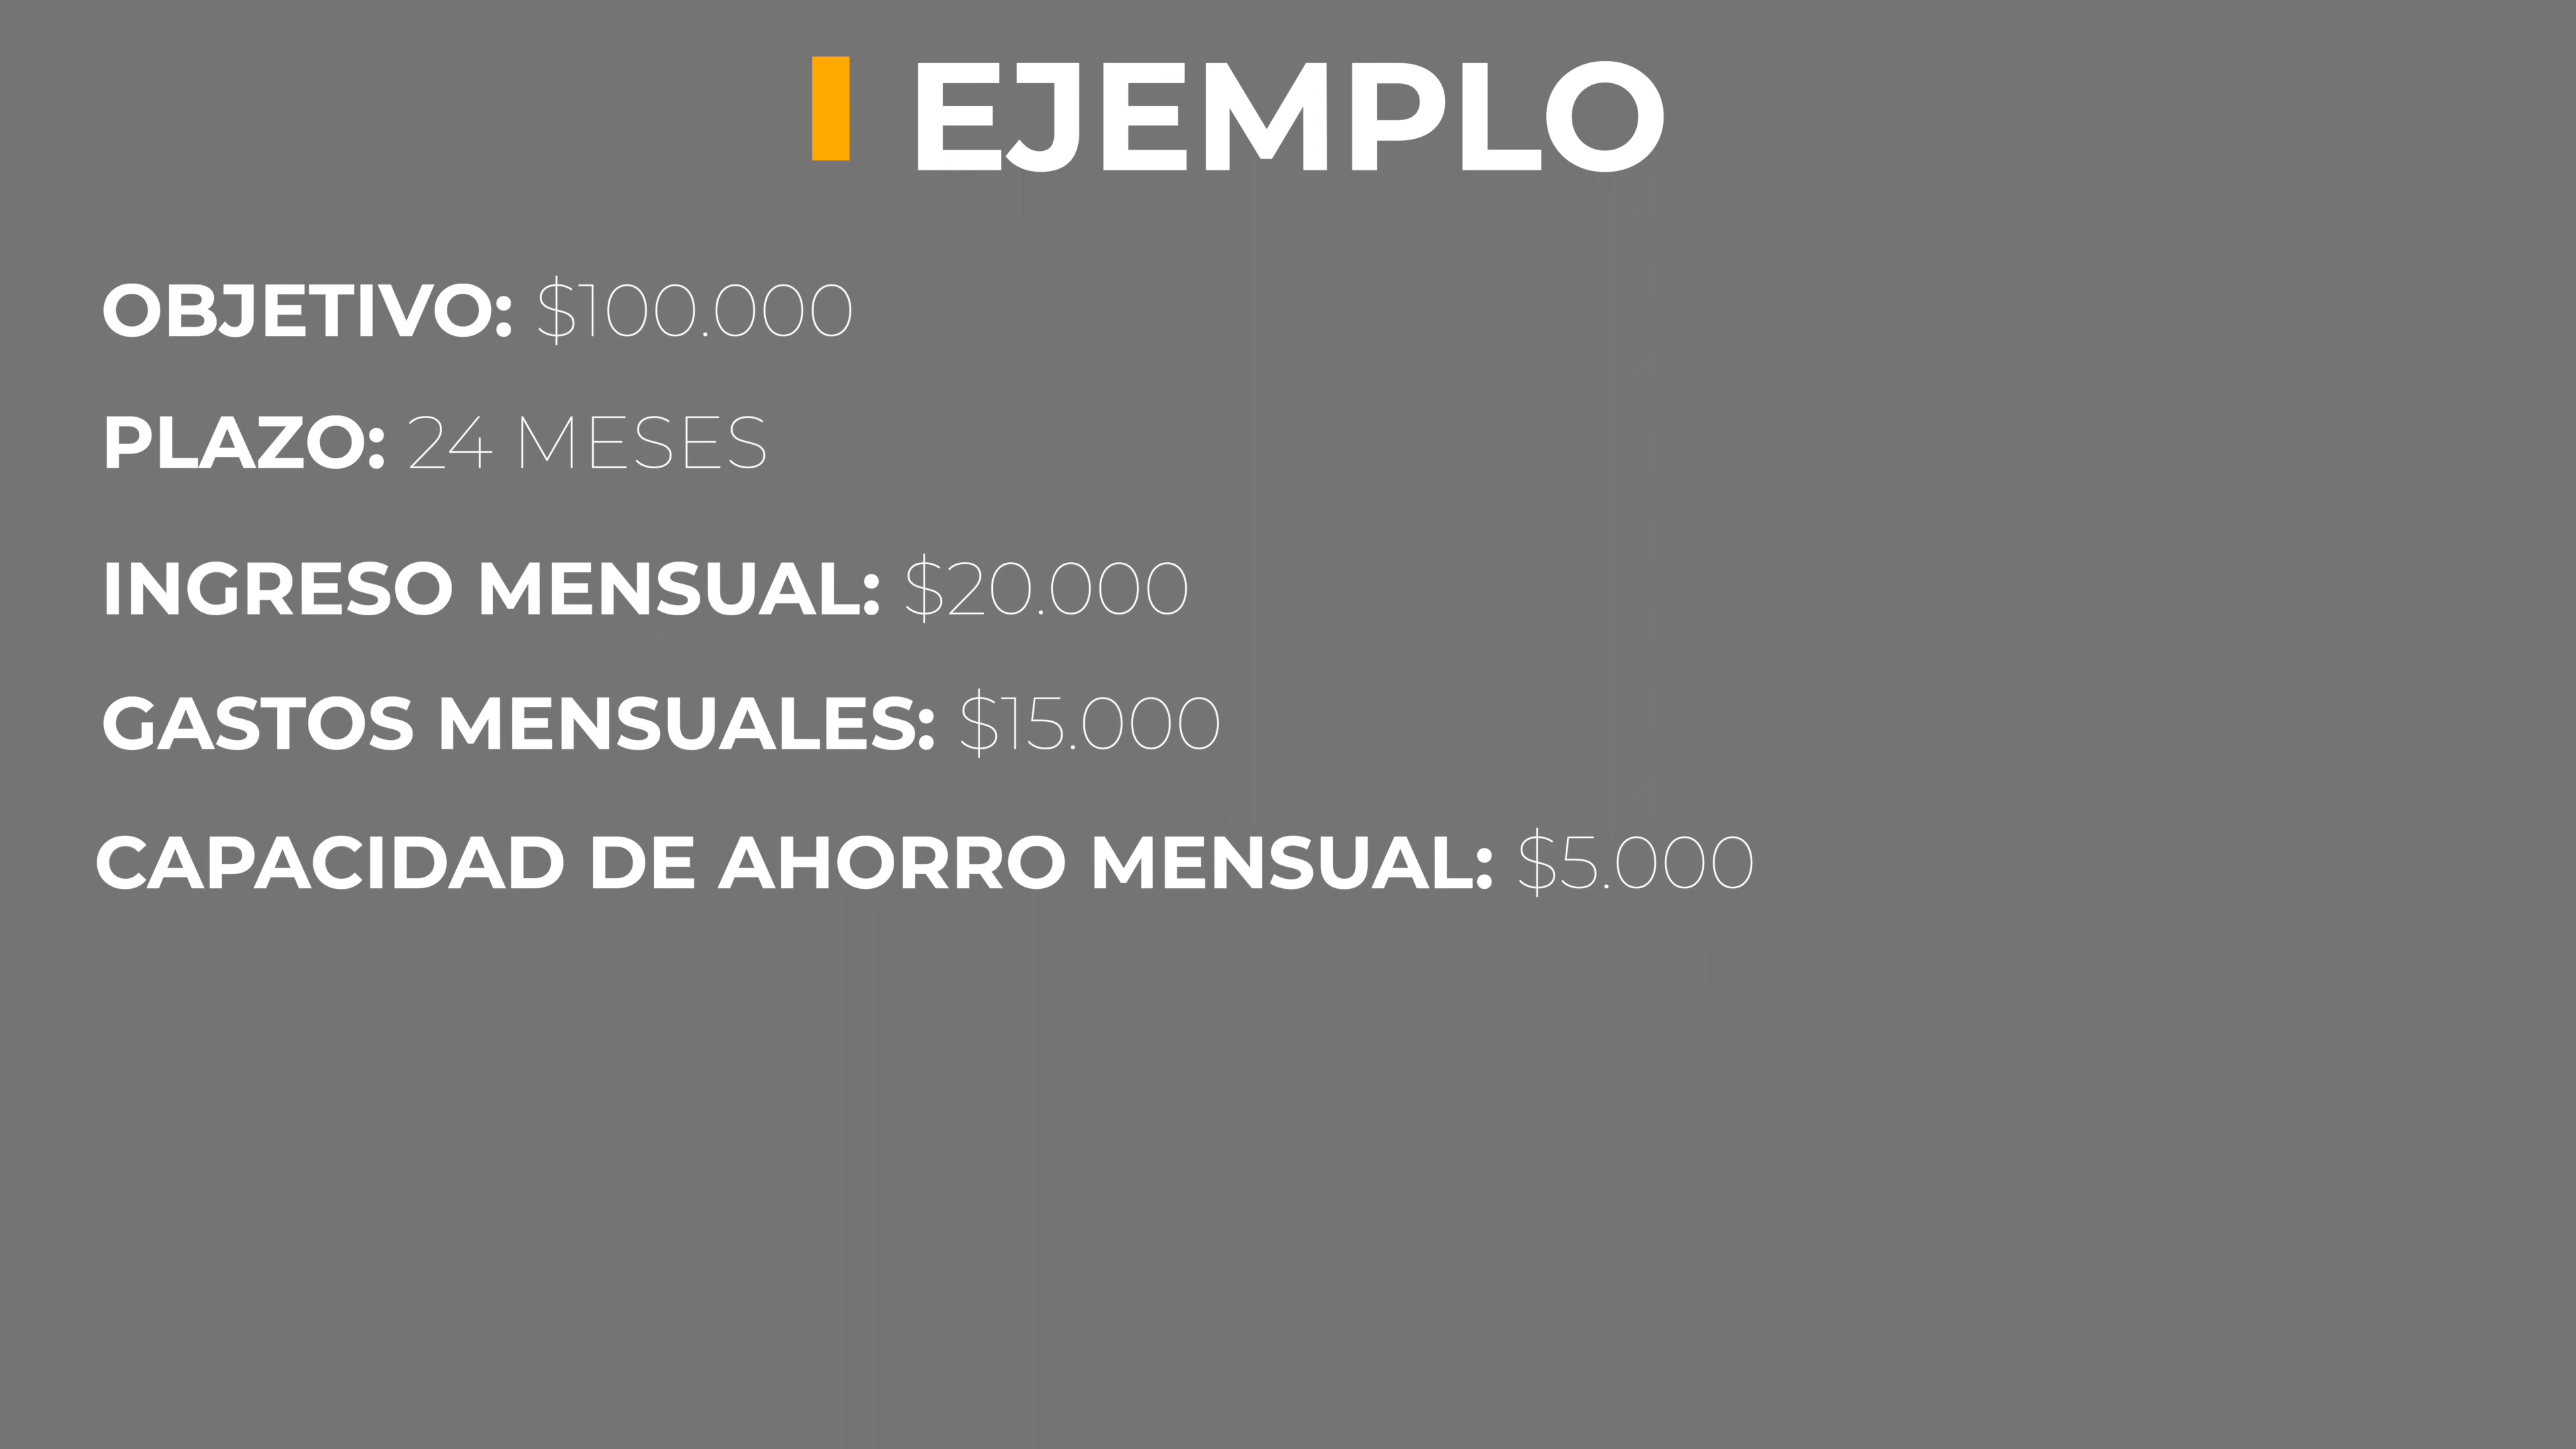 EJEMPLO
OBJETIVO: $100.000
PLAZO: 24 MESES
INGRESO MENSUAL: $20.000
GASTOS MENSUALES: $15.000
CAPACIDAD DE AHORRO MENSUAL: $5.000